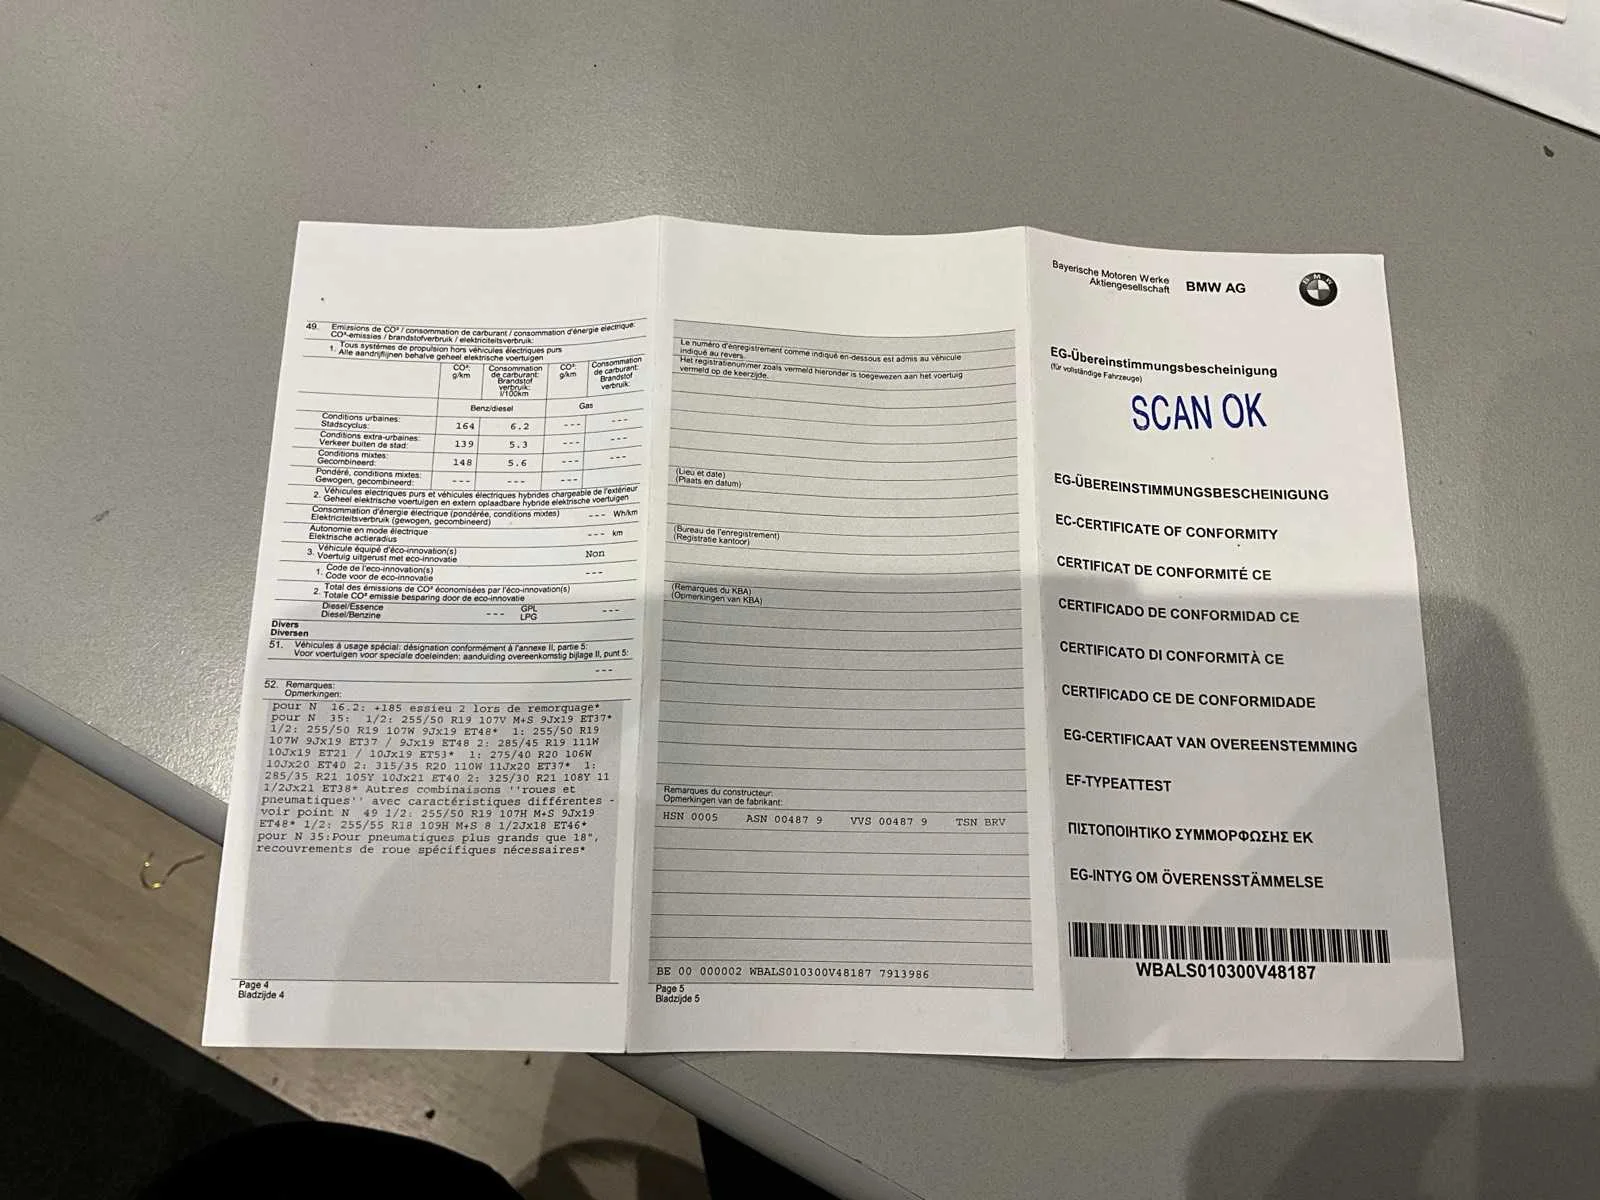 49. Emissions de CO² / consommation de carburant / consommation d'énergie electrique:
CO²-emissies / brandstofverbruik / elektriciteitsverbruik:
1. Tous systèmes de propulsion hors véhicules électriques purs
Alle aandrijflijnen behalve geheel elektrische voertuigen
CO²: g/km
Consommation de carburant: Brandstof verbruik: l/100km
CO²: g/km
Consommation de carburant: Brandstof verbruik:
Benz/diesel Gas
Conditions urbaines:
Stadscyclus: 164 6.2 --- ---
Conditions extra-urbaines:
Verkeer buiten de stad: 139 5.3 --- ---
Conditions mixtes:
Gecombineerd: 148 5.6 --- ---
Pondéré, conditions mixtes:
Gewogen, gecombineerd: --- --- ---
2. Véhicules électriques purs et véhicules électriques hybrides chargeable de l'extérieur
Geheel elektrische voertuigen en extern oplaadbare hybride elektrische voertuigen
Consommation d'énergie électrique (pondérée, conditions mixtes) --- Wh/km
Elektriciteitsverbruik (gewogen, gecombineerd)
Autonomie en mode électrique --- km
Elektrische actieradius
3. Véhicule équipé d'éco-innovation(s) Non
Voertuig uitgerust met eco-innovatie
1. Code de l'eco-innovation(s) ---
Code voor de eco-innovatie
2. Total des émissions de CO² économisées par l'éco-innovation(s)
Totale CO² emissie besparing door de eco-innovatie
Diesel/Essence --- GPL ---
Diesel/Benzine LPG
Divers
Diversen
51. Véhicules à usage spécial: désignation conformément à l'annexe II, partie 5:
Voor voertuigen voor speciale doeleinden: aanduiding overeenkomstig bijlage II, punt 5:
---
52. Remarques:
Opmerkingen:
pour N 16.2: +185 essieu 2 lors de remorquage*
pour N 35: 1/2: 255/50 R19 107V M+S 9Jx19 ET37*
1/2: 255/50 R19 107W 9Jx19 ET48* 1: 255/50 R19
107W 9Jx19 ET37 / 9Jx19 ET48 2: 285/45 R19 111W
10Jx19 ET21 / 10Jx19 ET53* 1: 275/40 R20 106W
10Jx20 ET40 2: 315/35 R20 110W 11Jx20 ET37* 1:
285/35 R21 105Y 10Jx21 ET40 2: 325/30 R21 108Y 11
1/2Jx21 ET38* Autres combinaisons ''roues et
pneumatiques'' avec caractéristiques différentes -
voir point N 49 1/2: 255/50 R19 107H M+S 9Jx19
ET48* 1/2: 255/55 R18 109H M+S 8 1/2Jx18 ET46*
pour N 35:Pour pneumatiques plus grands que 18",
recouvrements de roue spécifiques nécessaires*
Page 4
Bladzijde 4
Le numéro d'énregistrement comme indiqué en-dessous est admis au véhicule
indiqué au revers.
Het registratienummer zoals vermeld hieronder is toegewezen aan het voertuig
vermeld op de keerzijde.
(Lieu et date)
(Plaats en datum)
(Bureau de l'enregistrement)
(Registratie kantoor)
(Remarques du KBA)
(Opmerkingen van KBA)
Remarques du constructeur:
Opmerkingen van de fabrikant:
HSN 0005 ASN 00487 9 VVS 00487 9 TSN BRV
BE 00 000002 WBALS010300V48187 7913986
Page 5
Bladzijde 5
Bayerische Motoren Werke
Aktiengesellschaft BMW AG
BMW
EG-Übereinstimmungsbescheinigung
(für vollständige Fahrzeuge)
SCAN OK
EG-ÜBEREINSTIMMUNGSBESCHEINIGUNG
EC-CERTIFICATE OF CONFORMITY
CERTIFICAT DE CONFORMITÉ CE
CERTIFICADO DE CONFORMIDAD CE
CERTIFICATO DI CONFORMITÀ CE
CERTIFICADO CE DE CONFORMIDADE
EG-CERTIFICAAT VAN OVEREENSTEMMING
EF-TYPEATTEST
ΠΙΣΤΟΠΟΙΗΤΙΚΟ ΣΥΜΜΟΡΦΩΣΗΣ ΕΚ
EG-INTYG OM ÖVERENSSTÄMMELSE
WBALS010300V48187